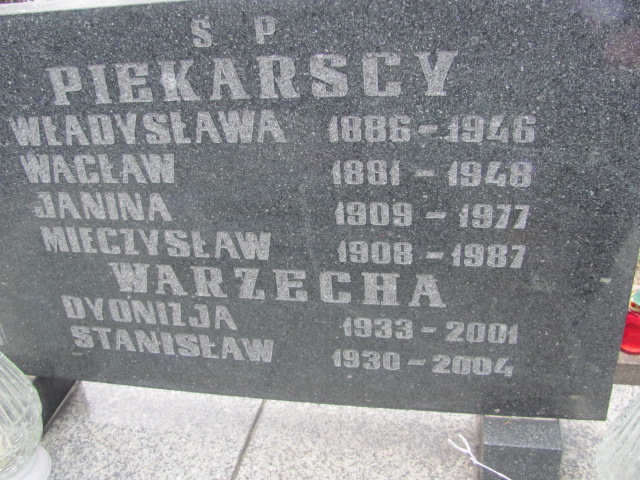 Ś P
PIEKARSCY
WŁADYSŁAWA 1886-1946
WACŁAW 1881-1948
JANINA 1909-1977
MIECZYSŁAW 1908-1987
WARZECHA
DYONIZJA 1933-2001
STANISŁAW 1930-2004